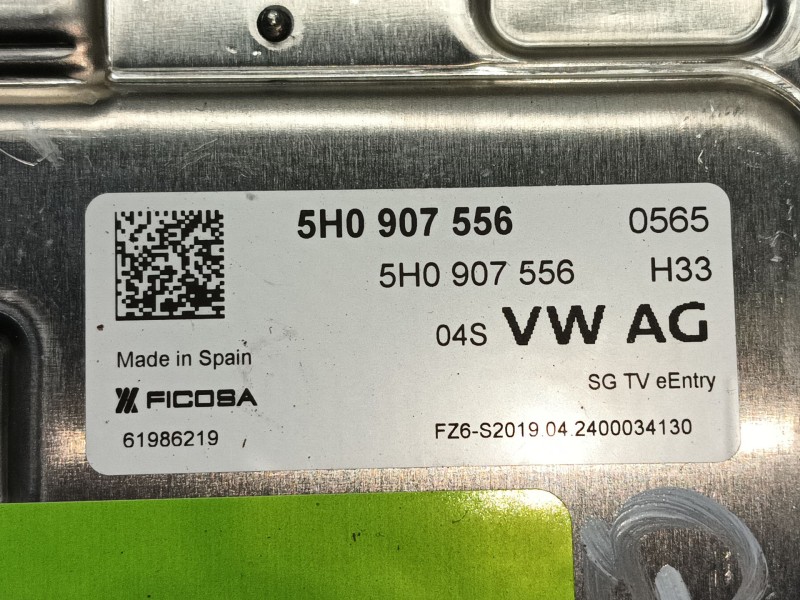 5H0 907 556 0565
5H0 907 556 H33
04S VW AG
Made in Spain
SG TV eEntry
FICOSA
61986219
FZ6-S2019.04.2400034130